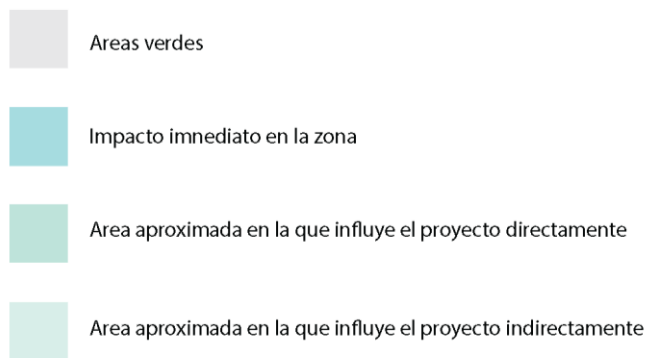 Areas verdes
Impacto imnediato en la zona
Area aproximada en la que influye el proyecto directamente
Area aproximada en la que influye el proyecto indirectamente